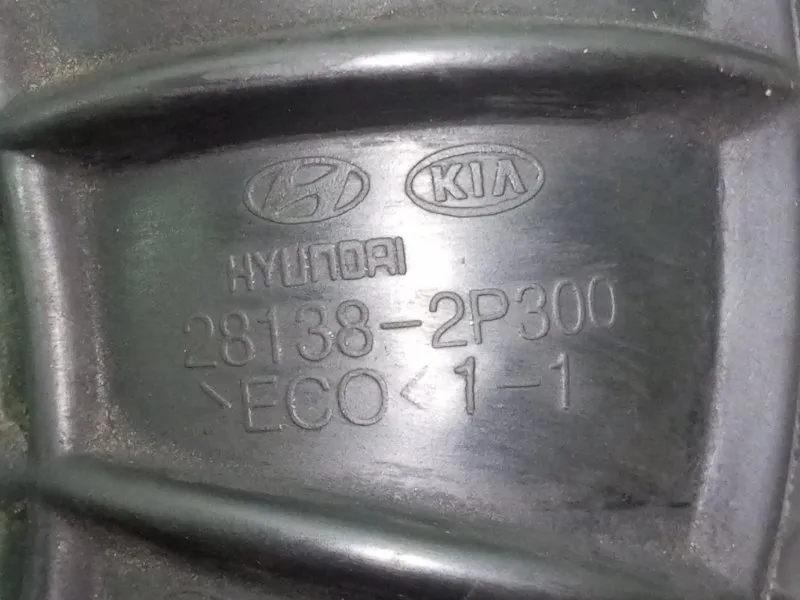 KIA
HYUNDAI
28138-2P300
>ECO< 1-1